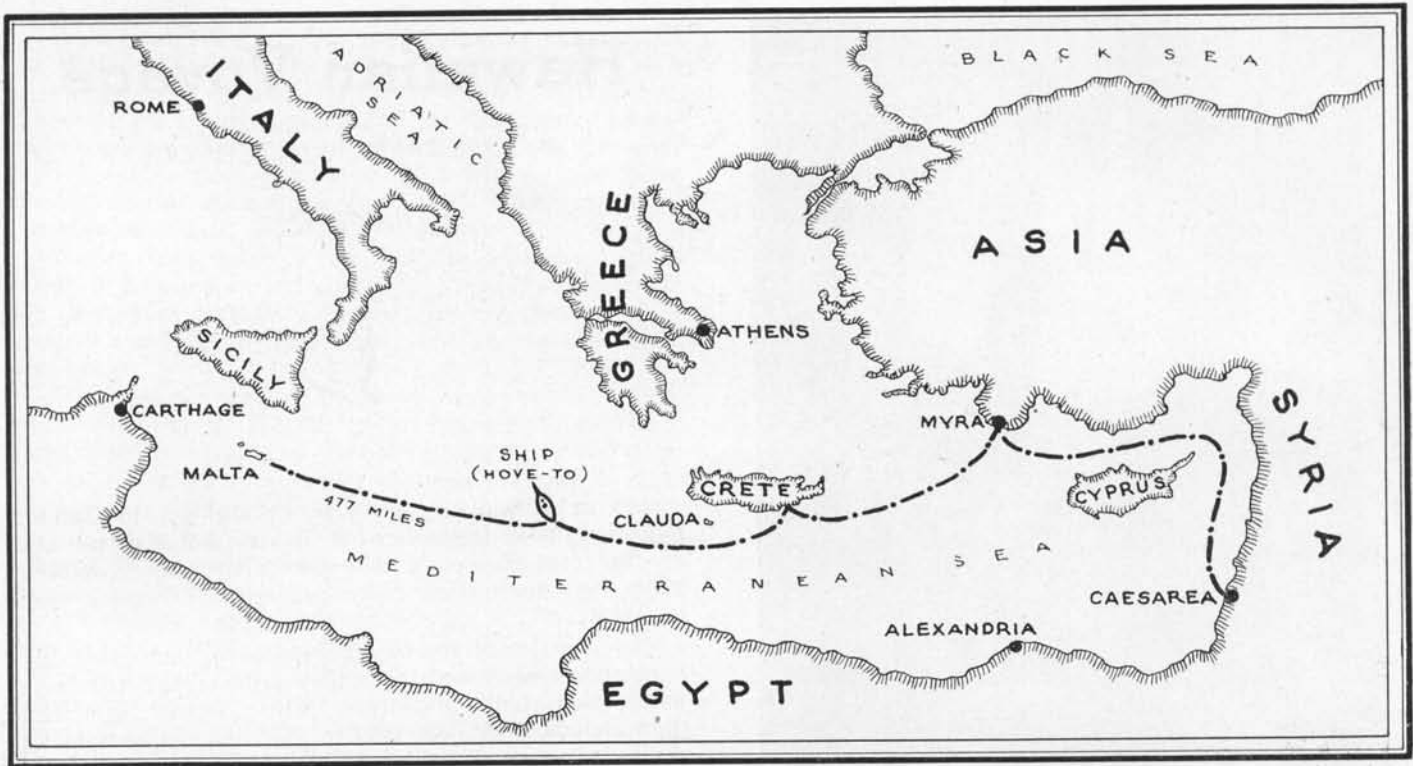 BLACK SEA
ADRIATIC
SEA
ITALY
ROME
GREECE
ASIA
ATHENS
SICILY
CARTHAGE
SYRIA
MYRA
MALTA
SHIP
(HOVE-TO)
477 MILES
CRETE
CLAUDA
CYPRUS
MEDITERRANEAN SEA
CAESAREA
ALEXANDRIA
EGYPT